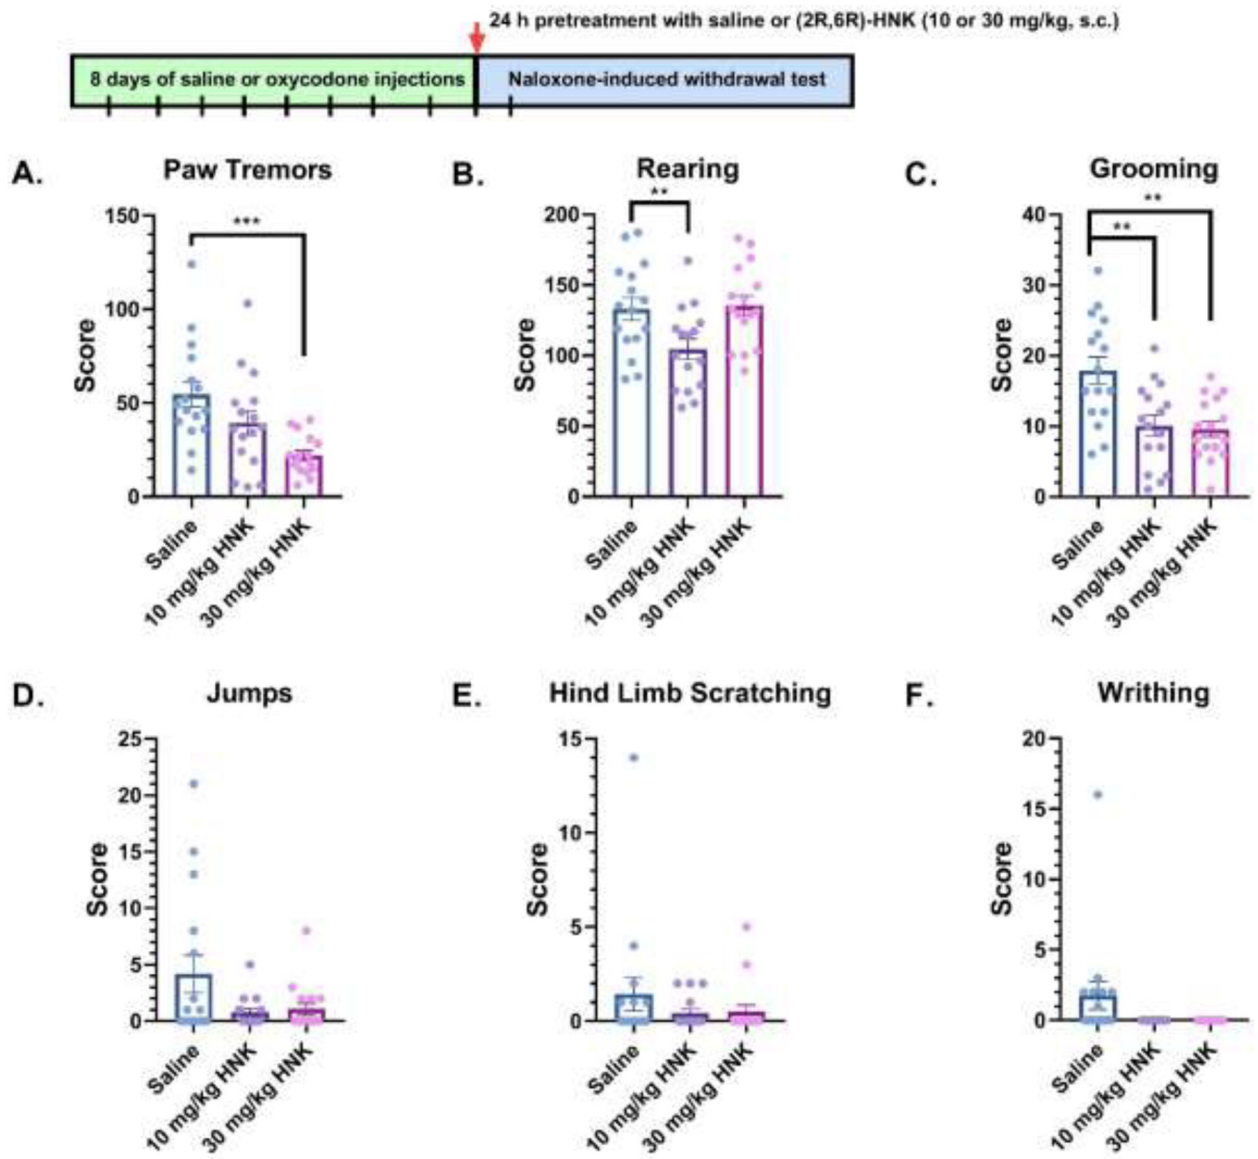 24 h pretreatment with saline or (2R,6R)-HNK (10 or 30 mg/kg, s.c.)
8 days of saline or oxycodone injections
Naloxone-induced withdrawal test
A.
Paw Tremors
150
100
50
0
Score
***
Saline
10 mg/kg HNK
30 mg/kg HNK
B.
Rearing
200
150
100
50
0
Score
**
Saline
10 mg/kg HNK
30 mg/kg HNK
C.
Grooming
40
30
20
10
0
Score
**
**
Saline
10 mg/kg HNK
30 mg/kg HNK
D.
Jumps
25
20
15
10
5
0
Score
Saline
10 mg/kg HNK
30 mg/kg HNK
E.
Hind Limb Scratching
15
10
5
0
Score
Saline
10 mg/kg HNK
30 mg/kg HNK
F.
Writhing
20
15
10
5
0
Score
Saline
10 mg/kg HNK
30 mg/kg HNK